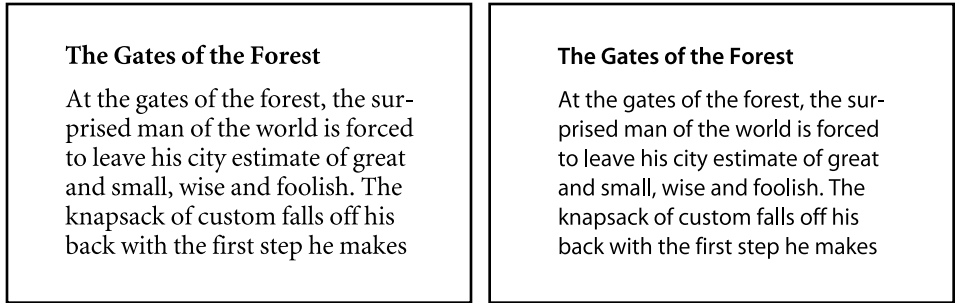 The Gates of the Forest
At the gates of the forest, the sur-
prised man of the world is forced
to leave his city estimate of great
and small, wise and foolish. The
knapsack of custom falls off his
back with the first step he makes
The Gates of the Forest
At the gates of the forest, the sur-
prised man of the world is forced
to leave his city estimate of great
and small, wise and foolish. The
knapsack of custom falls off his
back with the first step he makes